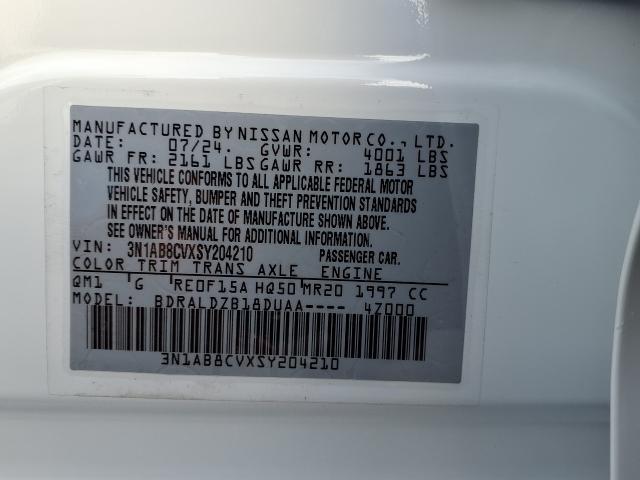 MANUFACTURED BY NISSAN MOTOR CO., LTD.
DATE: 07/24. GVWR: 4001 LBS
GAWR FR: 2161 LBS GAWR RR: 1863 LBS
THIS VEHICLE CONFORMS TO ALL APPLICABLE FEDERAL MOTOR
VEHICLE SAFETY, BUMPER AND THEFT PREVENTION STANDARDS
IN EFFECT ON THE DATE OF MANUFACTURE SHOWN ABOVE.
SEE OWNER'S MANUAL FOR ADDITIONAL INFORMATION.
VIN: 3N1AB8CVXSY204210 PASSENGER CAR.
COLOR TRIM TRANS AXLE ENGINE
QM1 G RE0F15A HQ50 MR20 1997 CC
MODEL: BDRALDZB18DUAA---- 4Z000
3N1AB8CVXSY204210